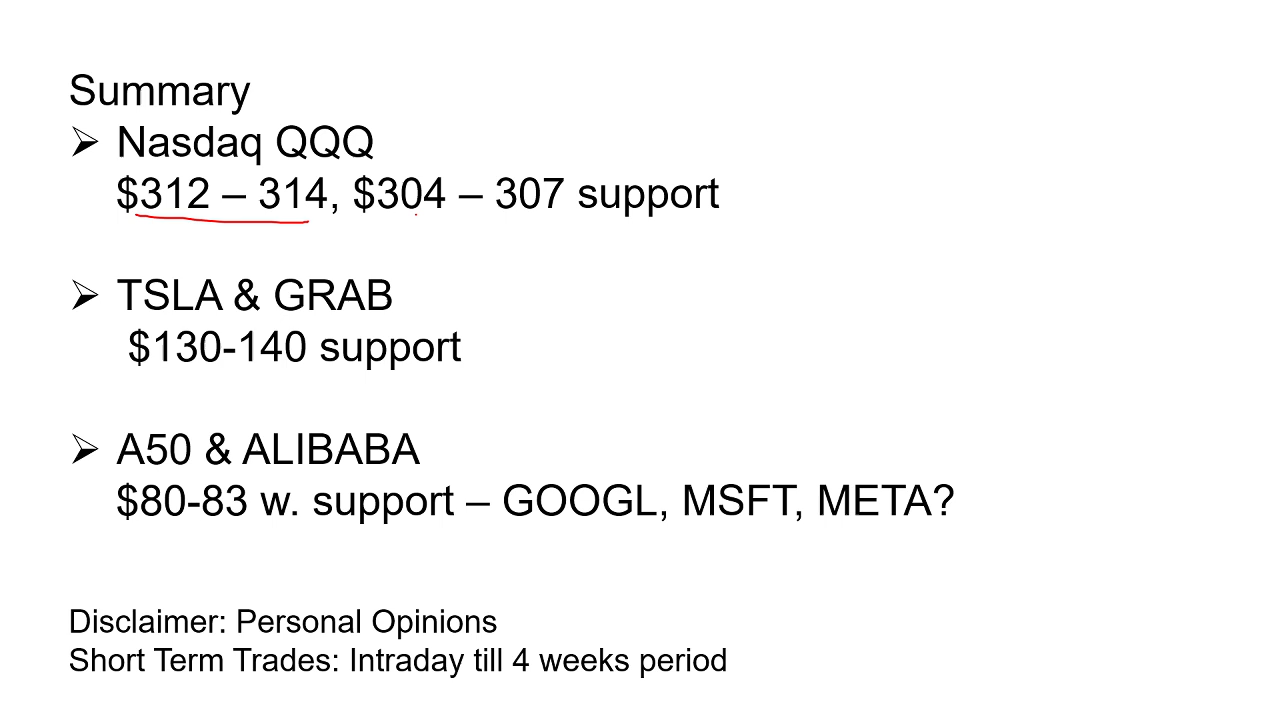 Summary
➢ Nasdaq QQQ
$312 – 314, $304 – 307 support
➢ TSLA & GRAB
$130-140 support
➢ A50 & ALIBABA
$80-83 w. support – GOOGL, MSFT, META?
Disclaimer: Personal Opinions
Short Term Trades: Intraday till 4 weeks period